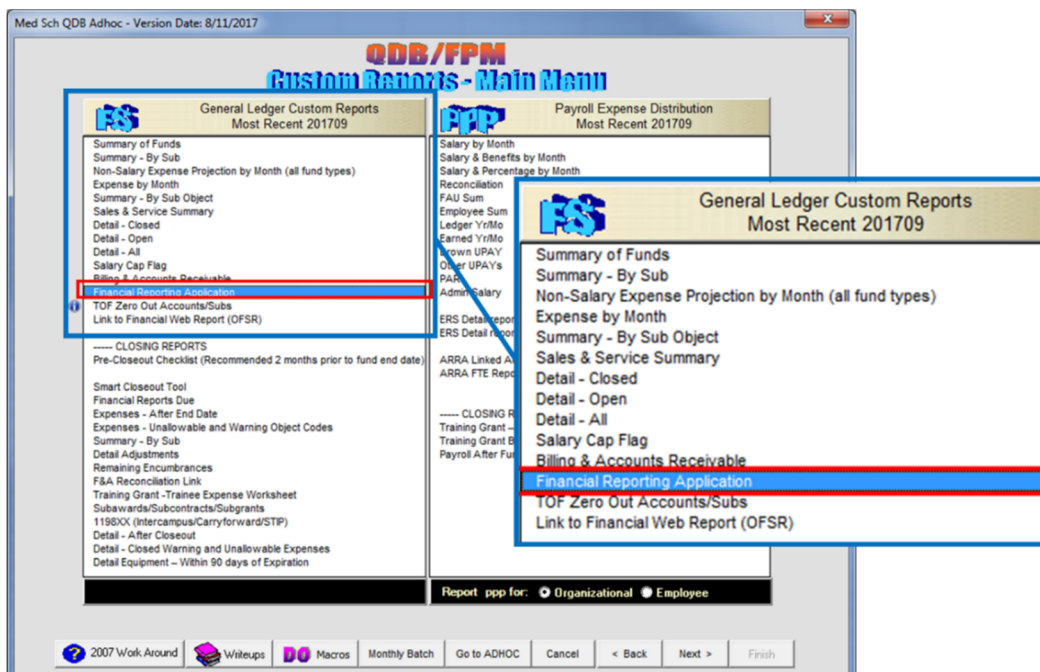 Med Sch QDB Adhoc - Version Date: 8/11/2017
QDB/FPM
Custom Reports - Main Menu
FS
General Ledger Custom Reports
Most Recent 201709
Summary of Funds
Summary - By Sub
Non-Salary Expense Projection by Month (all fund types)
Expense by Month
Summary - By Sub Object
Sales & Service Summary
Detail - Closed
Detail - Open
Detail - All
Salary Cap Flag
Billing & Accounts Receivable
Financial Reporting Application
TOF Zero Out Accounts/Subs
Link to Financial Web Report (OFSR)
----- CLOSING REPORTS
Pre-Closeout Checklist (Recommended 2 months prior to fund end date)
Smart Closeout Tool
Financial Reports Due
Expenses - After End Date
Expenses - Unallowable and Warning Object Codes
Summary - By Sub
Detail Adjustments
Remaining Encumbrances
F&A Reconciliation Link
Training Grant -Trainee Expense Worksheet
Subawards/Subcontracts/Subgrants
1198XX (Intercampus/Carryforward/STIP)
Detail - After Closeout
Detail - Closed Warning and Unallowable Expenses
Detail Equipment – Within 90 days of Expiration
PPP
Payroll Expense Distribution
Most Recent 201709
Salary by Month
Salary & Benefits by Month
Salary & Percentage by Month
Reconciliation
FAU Sum
Employee Sum
Ledger Yr/Mo
Earned Yr/Mo
UPAY
Other UPAYs
PAR
Admin Salary
ERS Detail
ERS Detail
ARRA Linked
ARRA FTE
----- CLOSING
Training Grant
Training Grant
Payroll After
Report ppp for: Organizational Employee
FS
General Ledger Custom Reports
Most Recent 201709
Summary of Funds
Summary - By Sub
Non-Salary Expense Projection by Month (all fund types)
Expense by Month
Summary - By Sub Object
Sales & Service Summary
Detail - Closed
Detail - Open
Detail - All
Salary Cap Flag
Billing & Accounts Receivable
Financial Reporting Application
TOF Zero Out Accounts/Subs
Link to Financial Web Report (OFSR)
2007 Work Around
Writeups
DO Macros
Monthly Batch
Go to ADHOC
Cancel
< Back
Next >
Finish